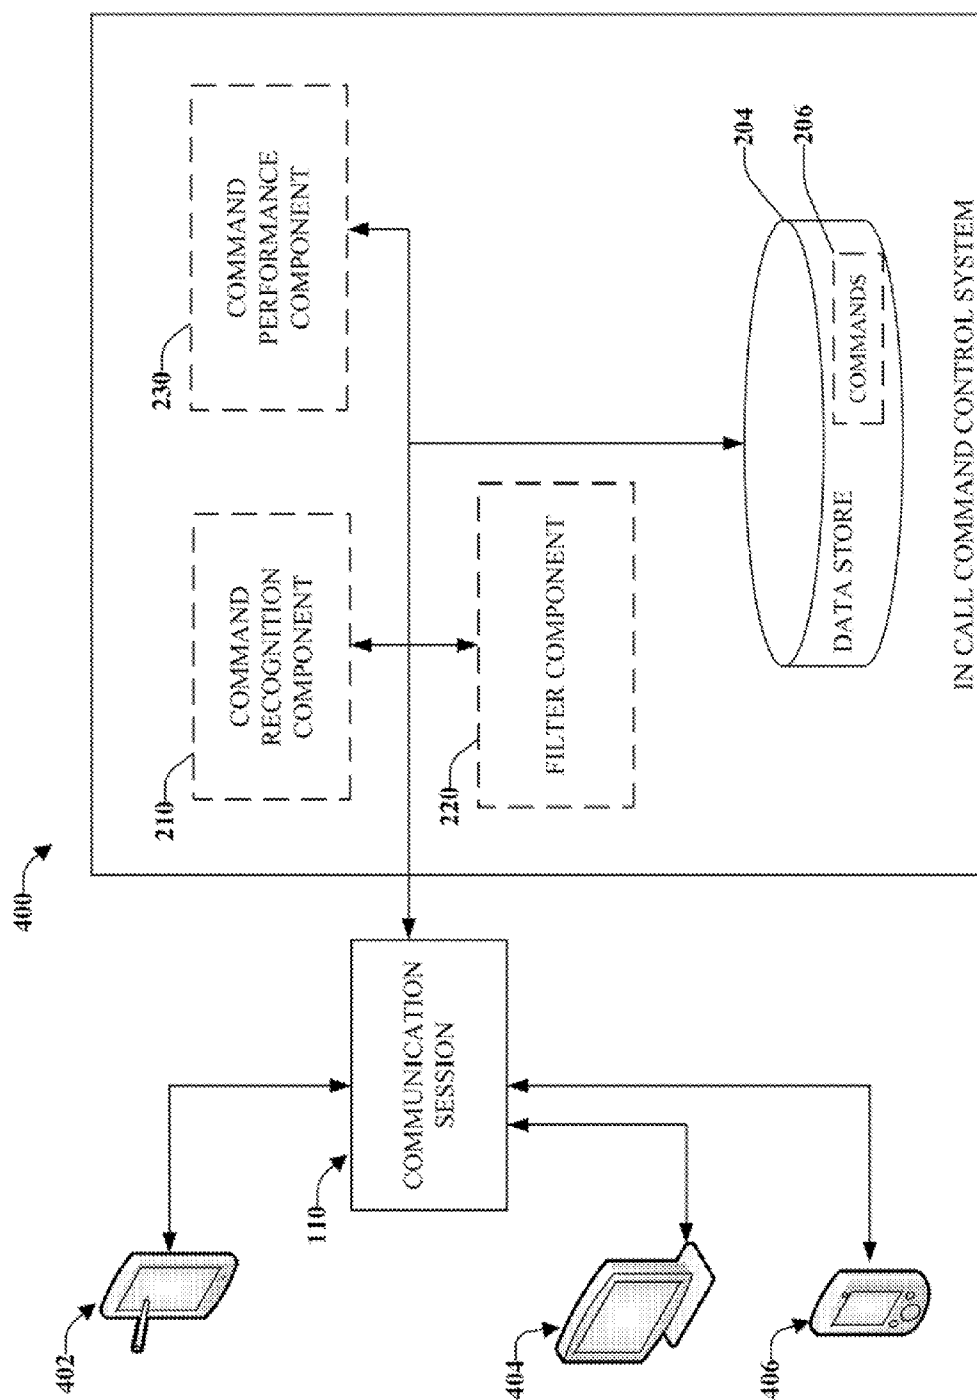 400
402
404
406
110
COMMUNICATION
SESSION
210
COMMAND
RECOGNITION
COMPONENT
230
COMMAND
PERFORMANCE
COMPONENT
220
FILTER COMPONENT
204
206
DATA STORE
COMMANDS
IN CALL COMMAND CONTROL SYSTEM